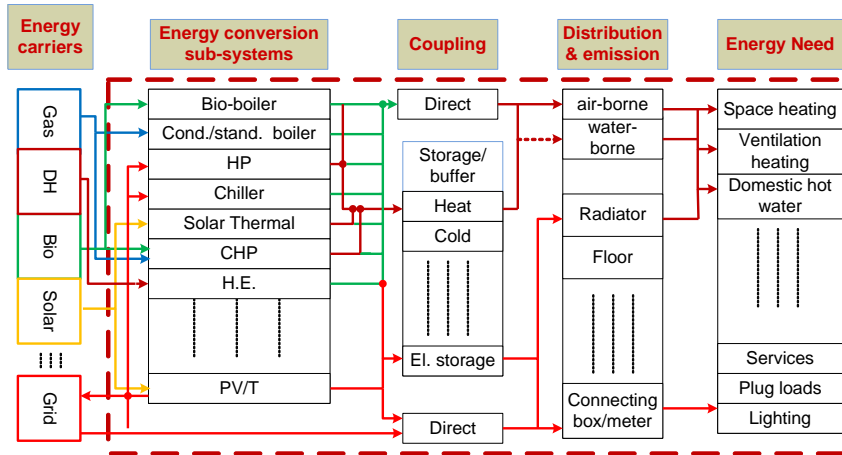 Energy
carriers
Energy conversion
sub-systems
Coupling
Distribution
& emission
Energy Need
Gas
DH
Bio
Solar
Grid
Bio-boiler
Cond./stand. boiler
HP
Chiller
Solar Thermal
CHP
H.E.
PV/T
Direct
Storage/
buffer
Heat
Cold
El. storage
Direct
air-borne
water-
borne
Radiator
Floor
Connecting
box/meter
Space heating
Ventilation
heating
Domestic hot
water
Services
Plug loads
Lighting